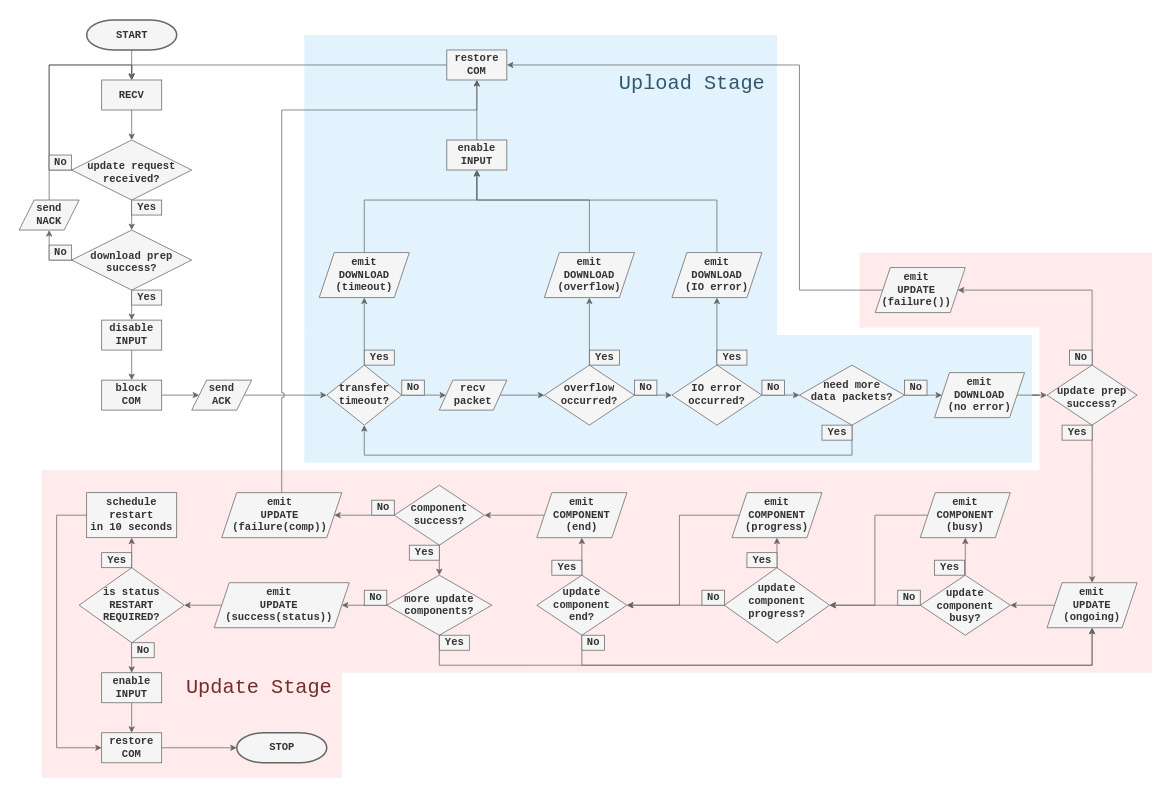 START
restore
COM
Upload Stage
RECV
enable
INPUT
No
update request
received?
Yes
send
NACK
No
download prep
success?
Yes
emit
DOWNLOAD
(timeout)
emit
DOWNLOAD
(overflow)
emit
DOWNLOAD
(IO error)
emit
UPDATE
(failure())
disable
INPUT
Yes
Yes
Yes
No
block
COM
send
ACK
transfer
timeout?
No
recv
packet
overflow
occurred?
No
IO error
occurred?
No
need more
data packets?
No
emit
DOWNLOAD
(no error)
update prep
success?
Yes
Yes
schedule
restart
in 10 seconds
emit
UPDATE
(failure(comp))
No
component
success?
emit
COMPONENT
(end)
emit
COMPONENT
(progress)
emit
COMPONENT
(busy)
Yes
Yes
Yes
Yes
Yes
is status
RESTART
REQUIRED?
emit
UPDATE
(success(status))
No
more update
components?
update
component
end?
No
update
component
progress?
No
update
component
busy?
emit
UPDATE
(ongoing)
No
Yes
No
enable
INPUT
Update Stage
restore
COM
STOP